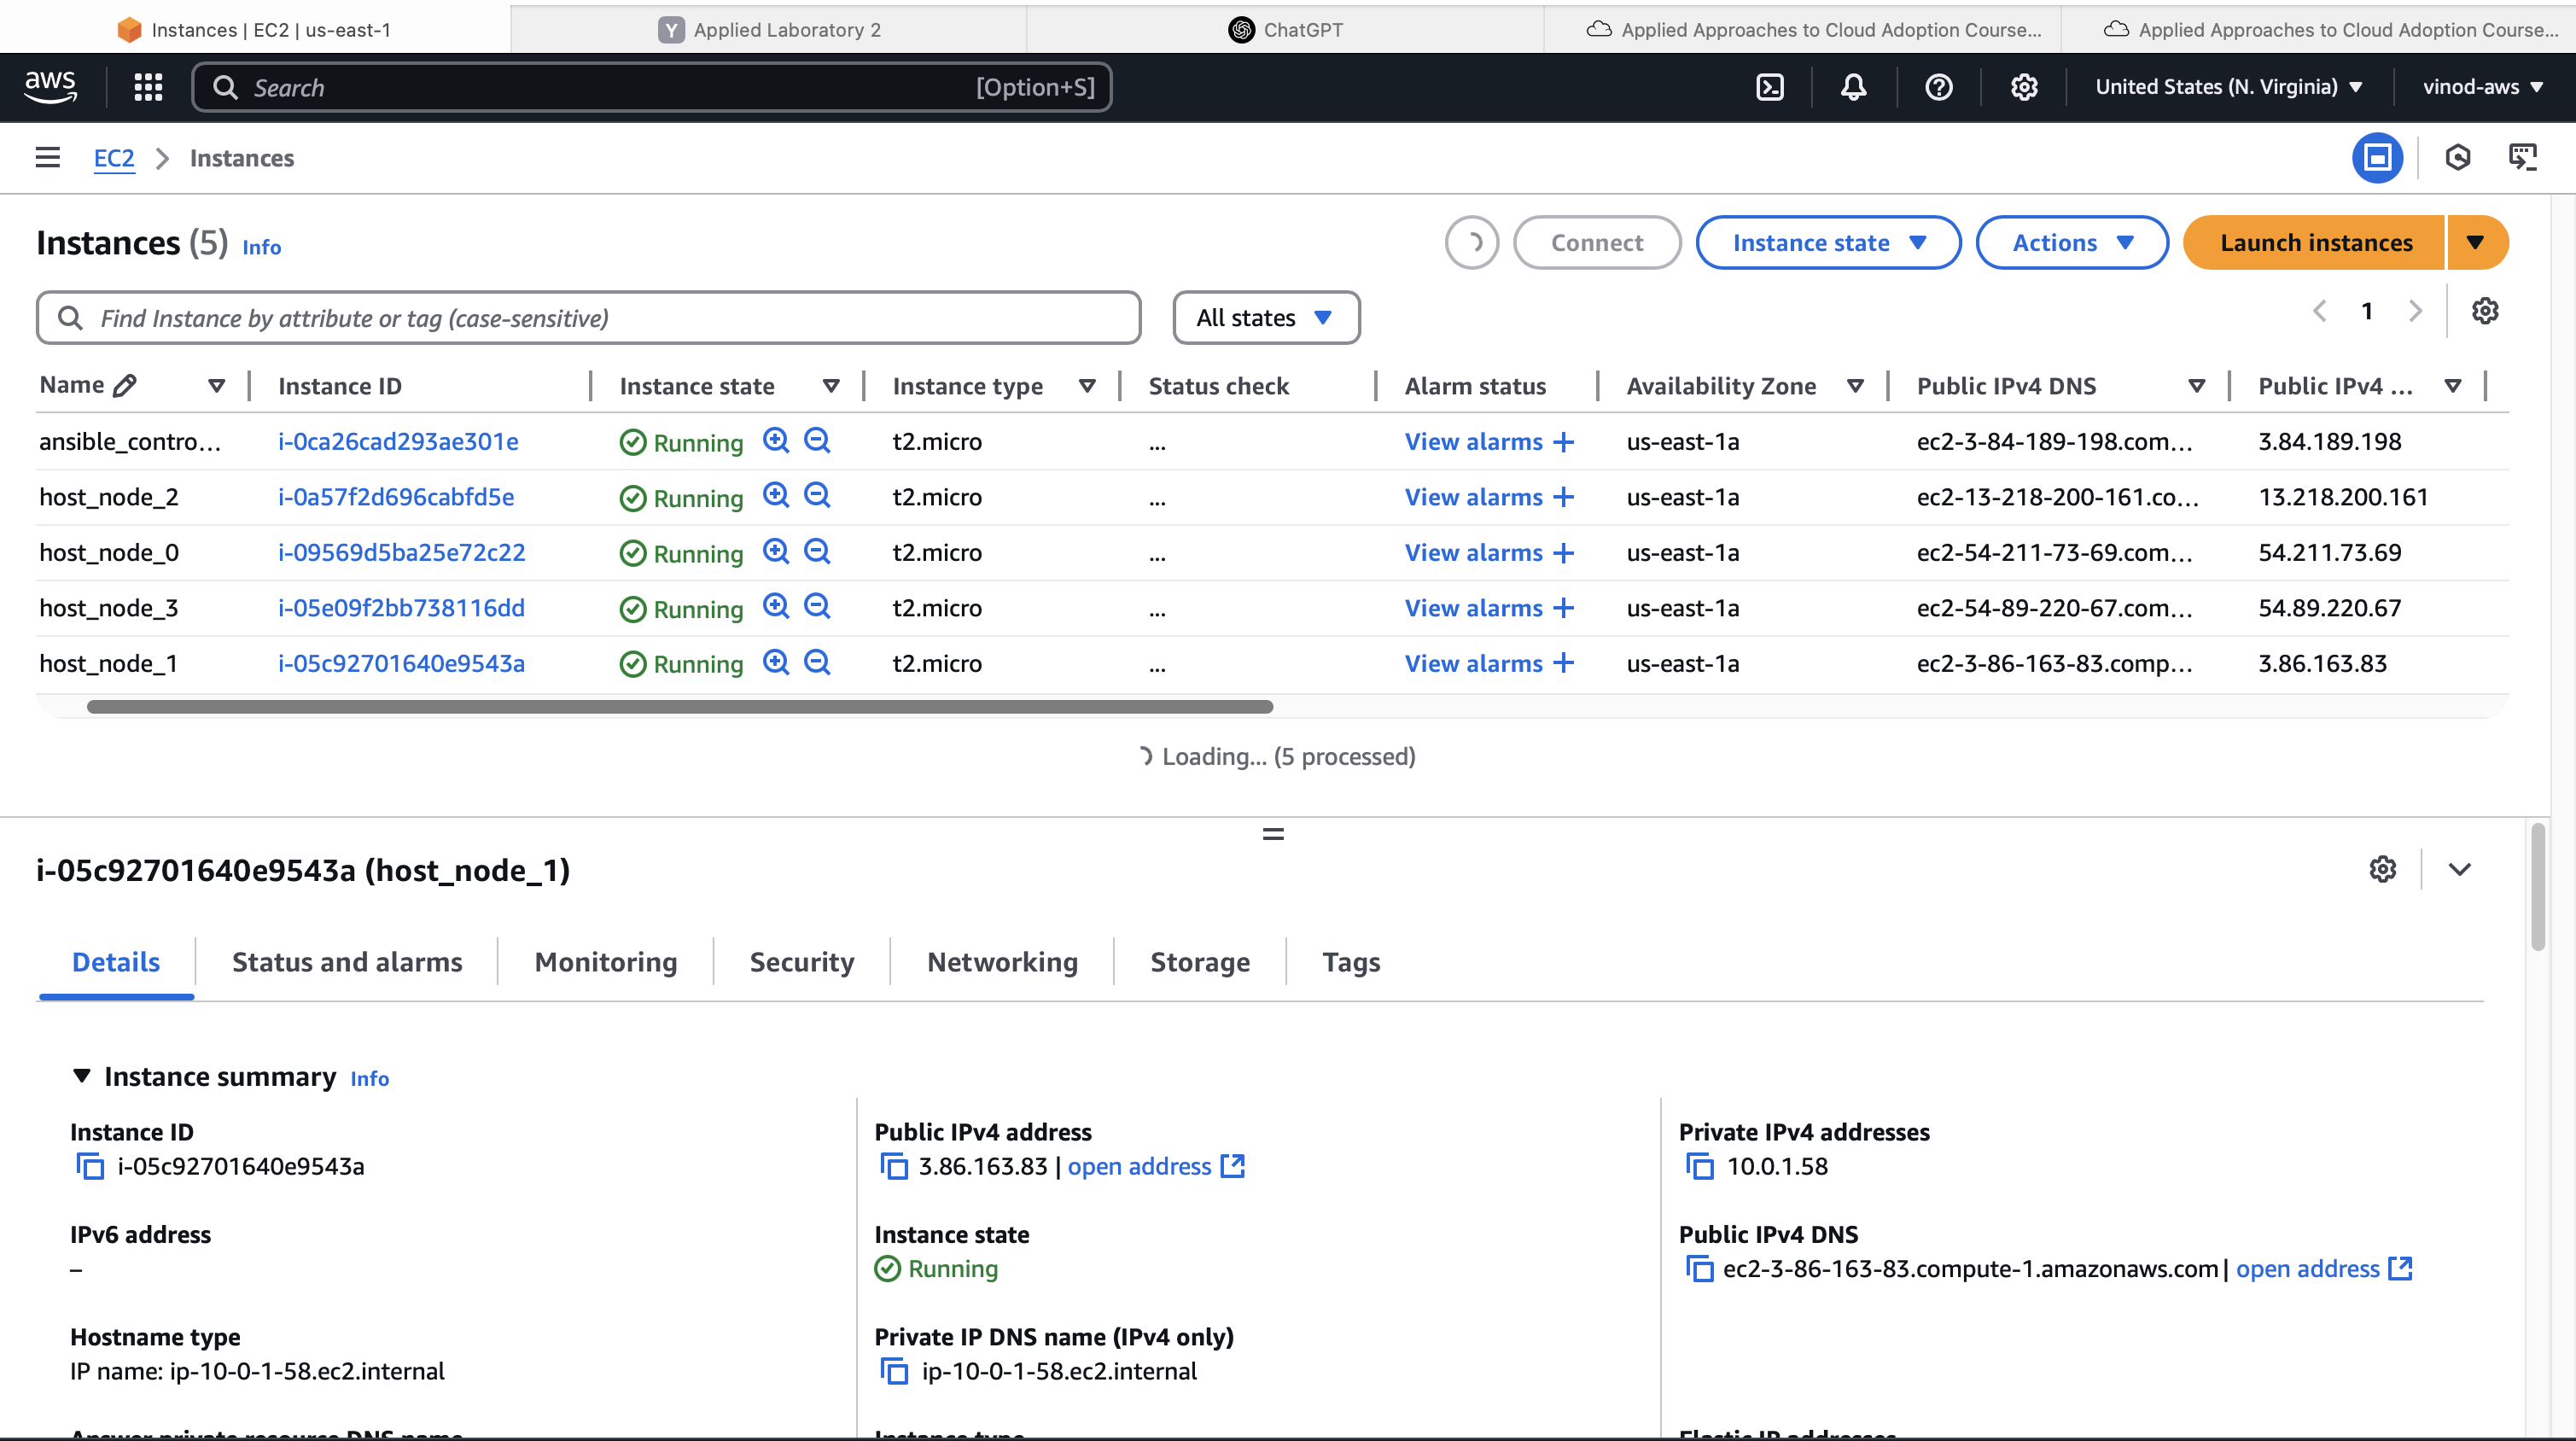 Instances | EC2 | us-east-1
Y Applied Laboratory 2
ChatGPT
Applied Approaches to Cloud Adoption Course...
Applied Approaches to Cloud Adoption Course...
aws
Search
[Option+S]
United States (N. Virginia)
vinod-aws
EC2
Instances
Instances (5) Info
Connect
Instance state
Actions
Launch instances
Find Instance by attribute or tag (case-sensitive)
All states
1
Name Instance ID Instance state Instance type Status check Alarm status Availability Zone Public IPv4 DNS Public IPv4 ...
ansible_contro... i-0ca26cad293ae301e Running t2.micro ... View alarms + us-east-1a ec2-3-84-189-198.com... 3.84.189.198
host_node_2 i-0a57f2d696cabfd5e Running t2.micro ... View alarms + us-east-1a ec2-13-218-200-161.co... 13.218.200.161
host_node_0 i-09569d5ba25e72c22 Running t2.micro ... View alarms + us-east-1a ec2-54-211-73-69.com... 54.211.73.69
host_node_3 i-05e09f2bb738116dd Running t2.micro ... View alarms + us-east-1a ec2-54-89-220-67.com... 54.89.220.67
host_node_1 i-05c92701640e9543a Running t2.micro ... View alarms + us-east-1a ec2-3-86-163-83.comp... 3.86.163.83
Loading... (5 processed)
i-05c92701640e9543a (host_node_1)
Details Status and alarms Monitoring Security Networking Storage Tags
Instance summary Info
Instance ID
i-05c92701640e9543a
Public IPv4 address
3.86.163.83 | open address
Private IPv4 addresses
10.0.1.58
IPv6 address
–
Instance state
Running
Public IPv4 DNS
ec2-3-86-163-83.compute-1.amazonaws.com | open address
Hostname type
IP name: ip-10-0-1-58.ec2.internal
Private IP DNS name (IPv4 only)
ip-10-0-1-58.ec2.internal
Answer private resource DNS name
Instance type
Elastic IP addresses